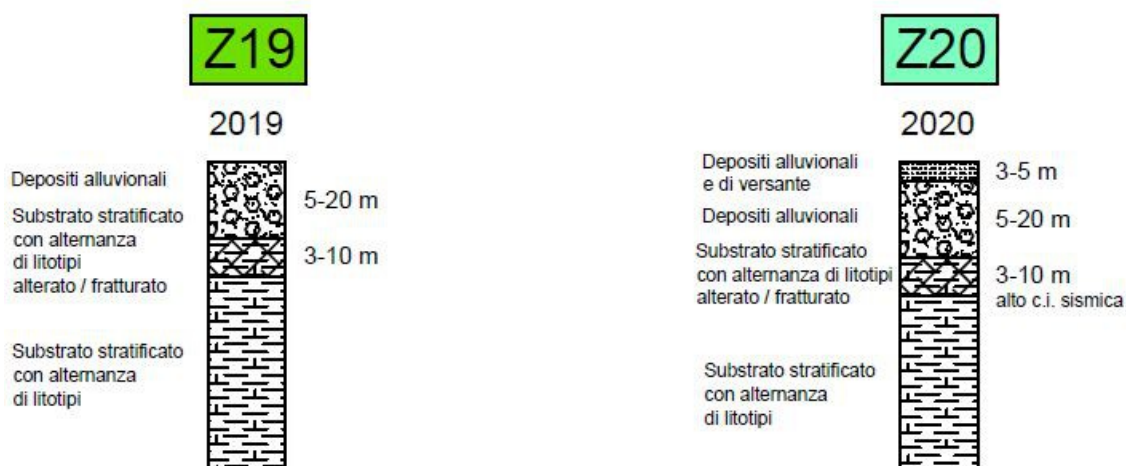 Z19
2019
Depositi alluvionali
5-20 m
Substrato stratificato
con alternanza
di litotipi
alterato / fratturato
3-10 m
Substrato stratificato
con alternanza
di litotipi
Z20
2020
Depositi alluvionali
e di versante
3-5 m
Depositi alluvionali
5-20 m
Substrato stratificato
con alternanza di litotipi
alterato / fratturato
3-10 m
alto c.i. sismica
Substrato stratificato
con alternanza
di litotipi